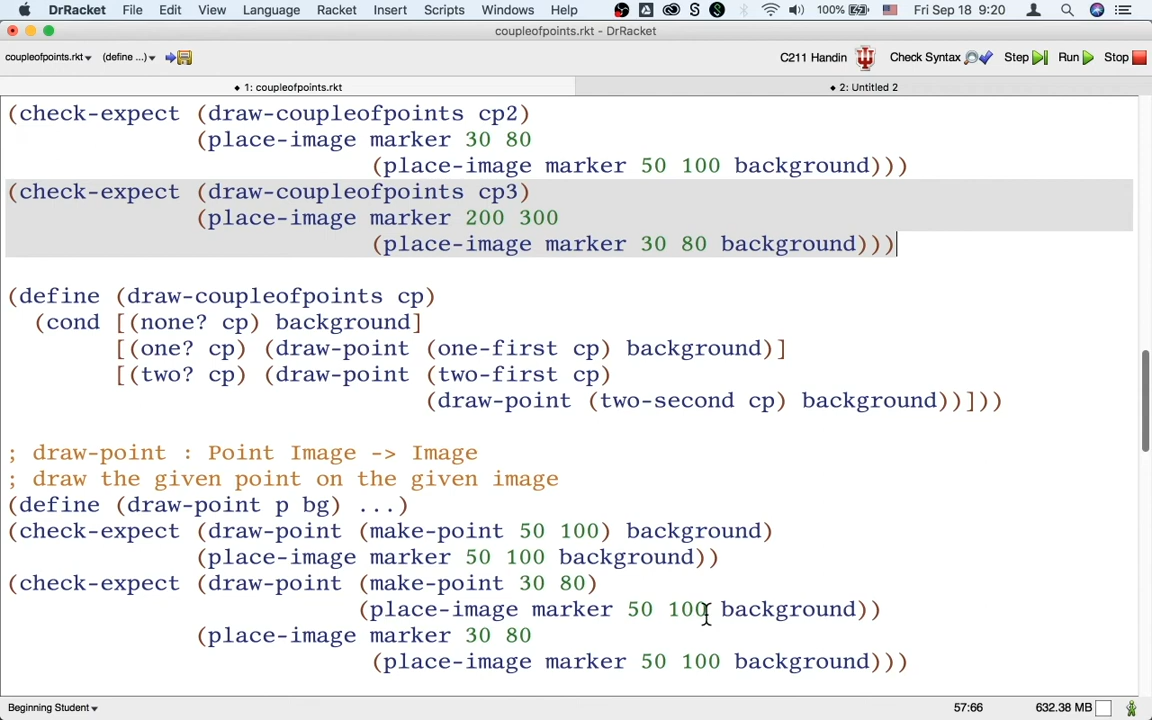 DrRacket File Edit View Language Racket Insert Scripts Windows Help 100% Fri Sep 18 9:20
coupleofpoints.rkt - DrRacket
coupleofpoints.rkt (define ...) C211 Handin Check Syntax Step Run Stop
1: coupleofpoints.rkt 2: Untitled 2
(check-expect (draw-coupleofpoints cp2)
(place-image marker 30 80
(place-image marker 50 100 background)))
(check-expect (draw-coupleofpoints cp3)
(place-image marker 200 300
(place-image marker 30 80 background)))
(define (draw-coupleofpoints cp)
(cond [(none? cp) background]
[(one? cp) (draw-point (one-first cp) background)]
[(two? cp) (draw-point (two-first cp)
(draw-point (two-second cp) background))]))
; draw-point : Point Image -> Image
; draw the given point on the given image
(define (draw-point p bg) ...)
(check-expect (draw-point (make-point 50 100) background)
(place-image marker 50 100 background))
(check-expect (draw-point (make-point 30 80)
(place-image marker 50 100 background))
(place-image marker 30 80
(place-image marker 50 100 background)))
Beginning Student 57:66 632.38 MB